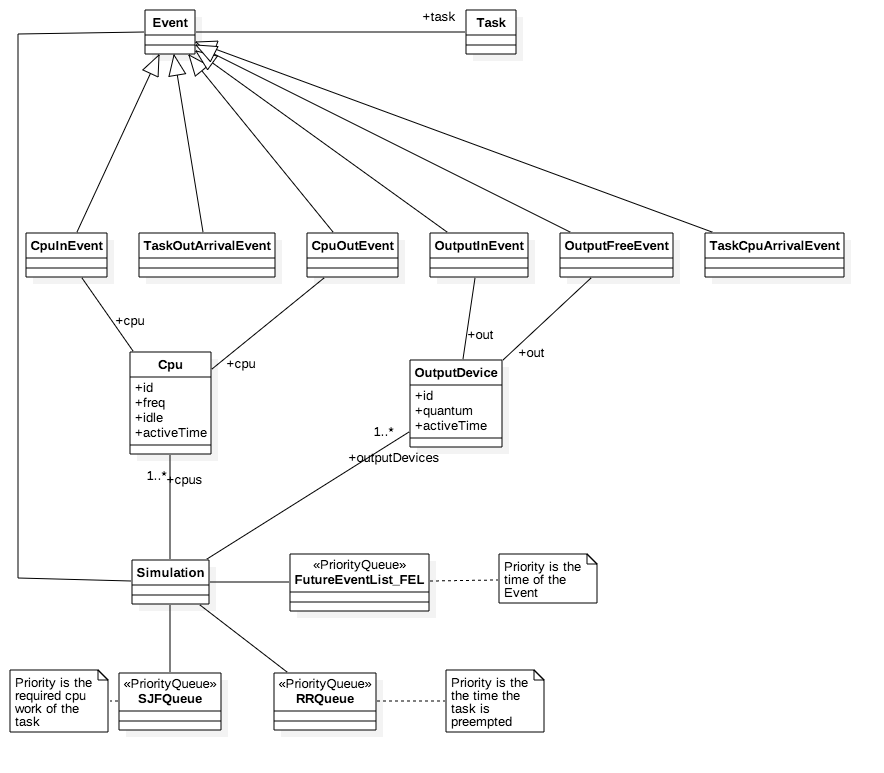 +task
Event
Task
CpuInEvent
TaskOutArrivalEvent
CpuOutEvent
OutputInEvent
OutputFreeEvent
TaskCpuArrivalEvent
+cpu
+out
+out
+cpu
Cpu
+id
+freq
+idle
+activeTime
OutputDevice
+id
+quantum
+activeTime
1..*
+outputDevices
1..*
+cpus
Simulation
«PriorityQueue»
FutureEventList_FEL
Priority is the
time of the
Event
Priority is the
required cpu
work of the
task
«PriorityQueue»
SJFQueue
«PriorityQueue»
RRQueue
Priority is the
the time the
task is
preempted